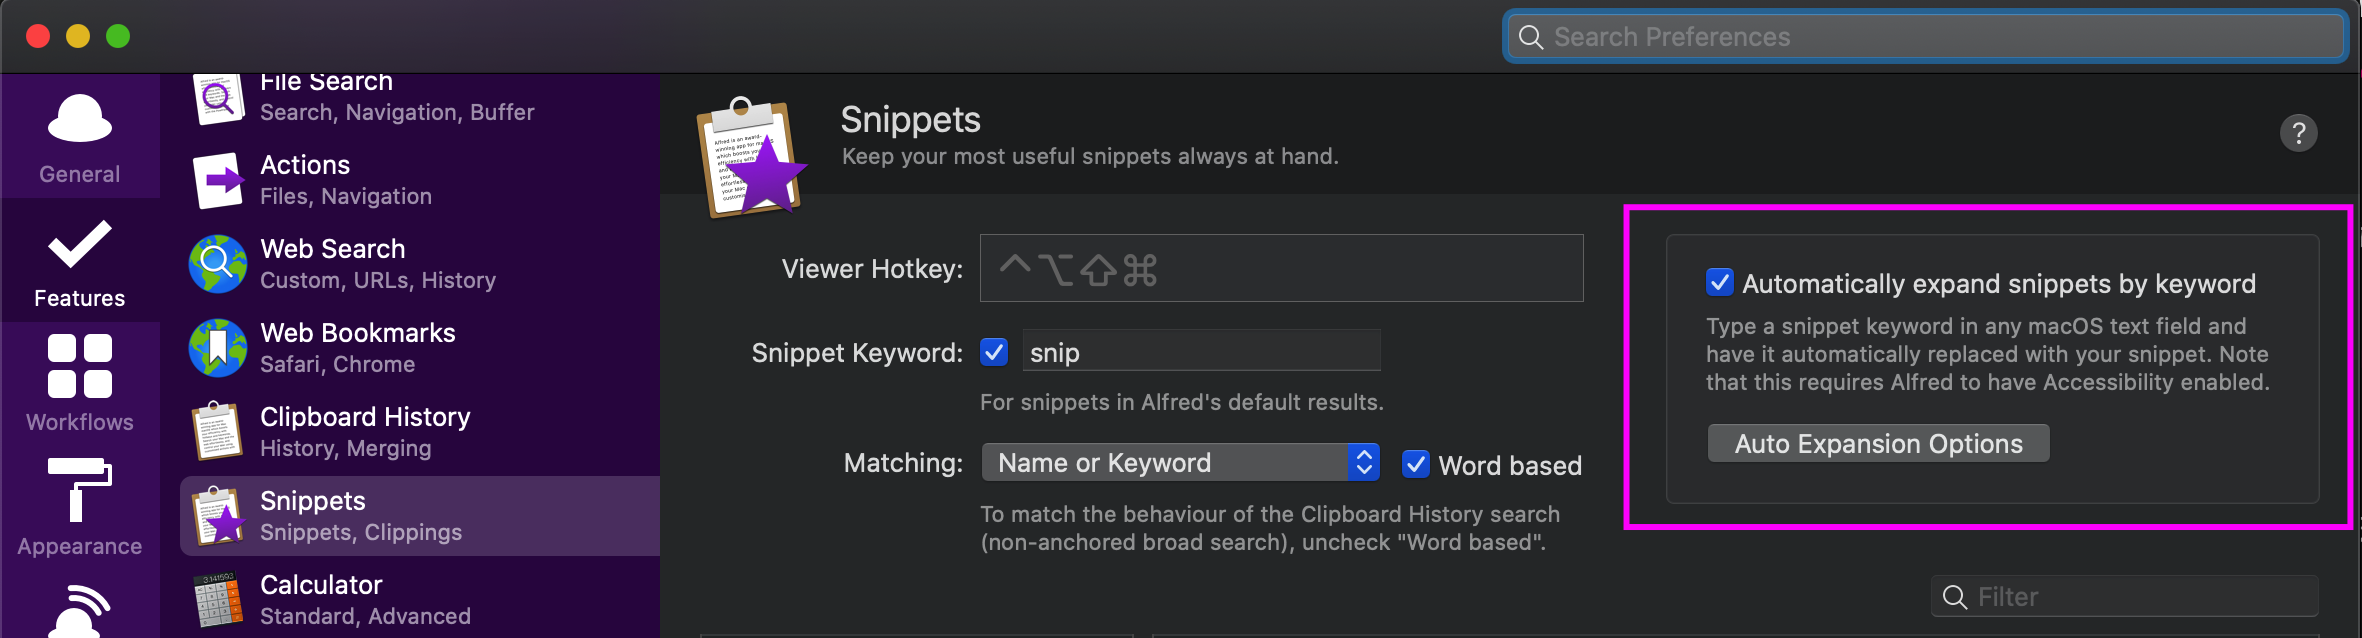 Search Preferences
General
Features
Workflows
Appearance
File Search
Search, Navigation, Buffer
Actions
Files, Navigation
Web Search
Custom, URLs, History
Web Bookmarks
Safari, Chrome
Clipboard History
History, Merging
Snippets
Snippets, Clippings
Calculator
Standard, Advanced
Snippets
Keep your most useful snippets always at hand.
?
Viewer Hotkey: ^⌥⇧⌘
Snippet Keyword: snip
For snippets in Alfred's default results.
Matching: Name or Keyword Word based
To match the behaviour of the Clipboard History search
(non-anchored broad search), uncheck "Word based".
Automatically expand snippets by keyword
Type a snippet keyword in any macOS text field and
have it automatically replaced with your snippet. Note
that this requires Alfred to have Accessibility enabled.
Auto Expansion Options
Filter